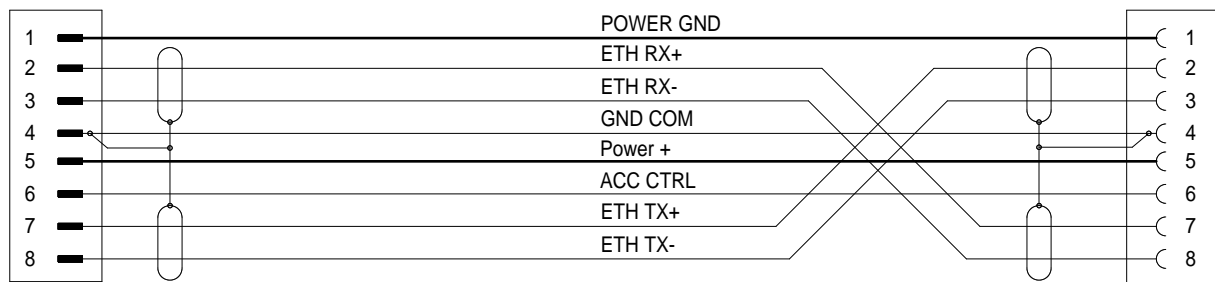 1 POWER GND 1
2 ETH RX+ 2
3 ETH RX- 3
4 GND COM 4
5 Power + 5
6 ACC CTRL 6
7 ETH TX+ 7
8 ETH TX- 8